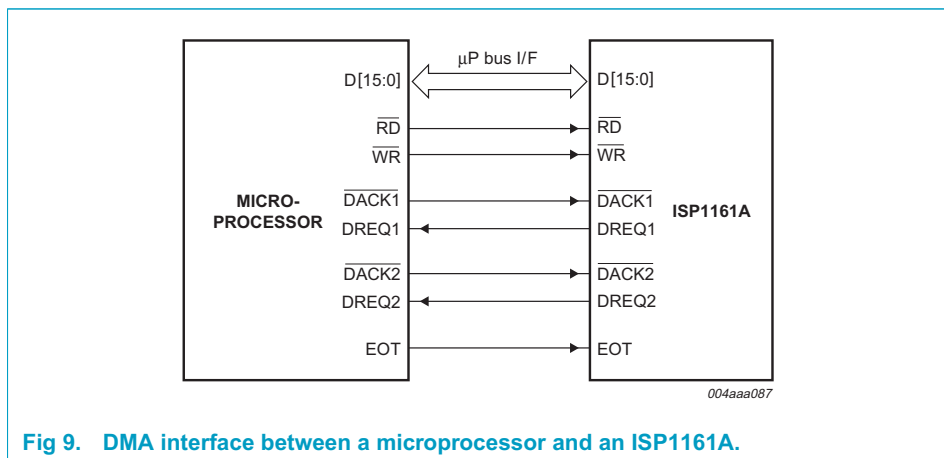 µP bus I/F
D[15:0] D[15:0]
RD RD
WR WR
DACK1 DACK1
MICRO-
PROCESSOR
ISP1161A
DREQ1 DREQ1
DACK2 DACK2
DREQ2 DREQ2
EOT EOT
004aaa087
Fig 9. DMA interface between a microprocessor and an ISP1161A.